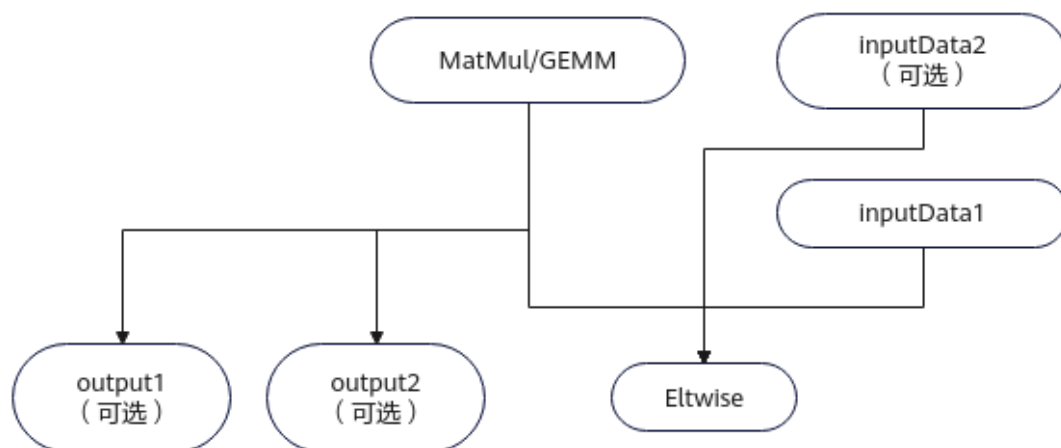 MatMul/GEMM
inputData2
（可选）
inputData1
output1
（可选）
output2
（可选）
Eltwise